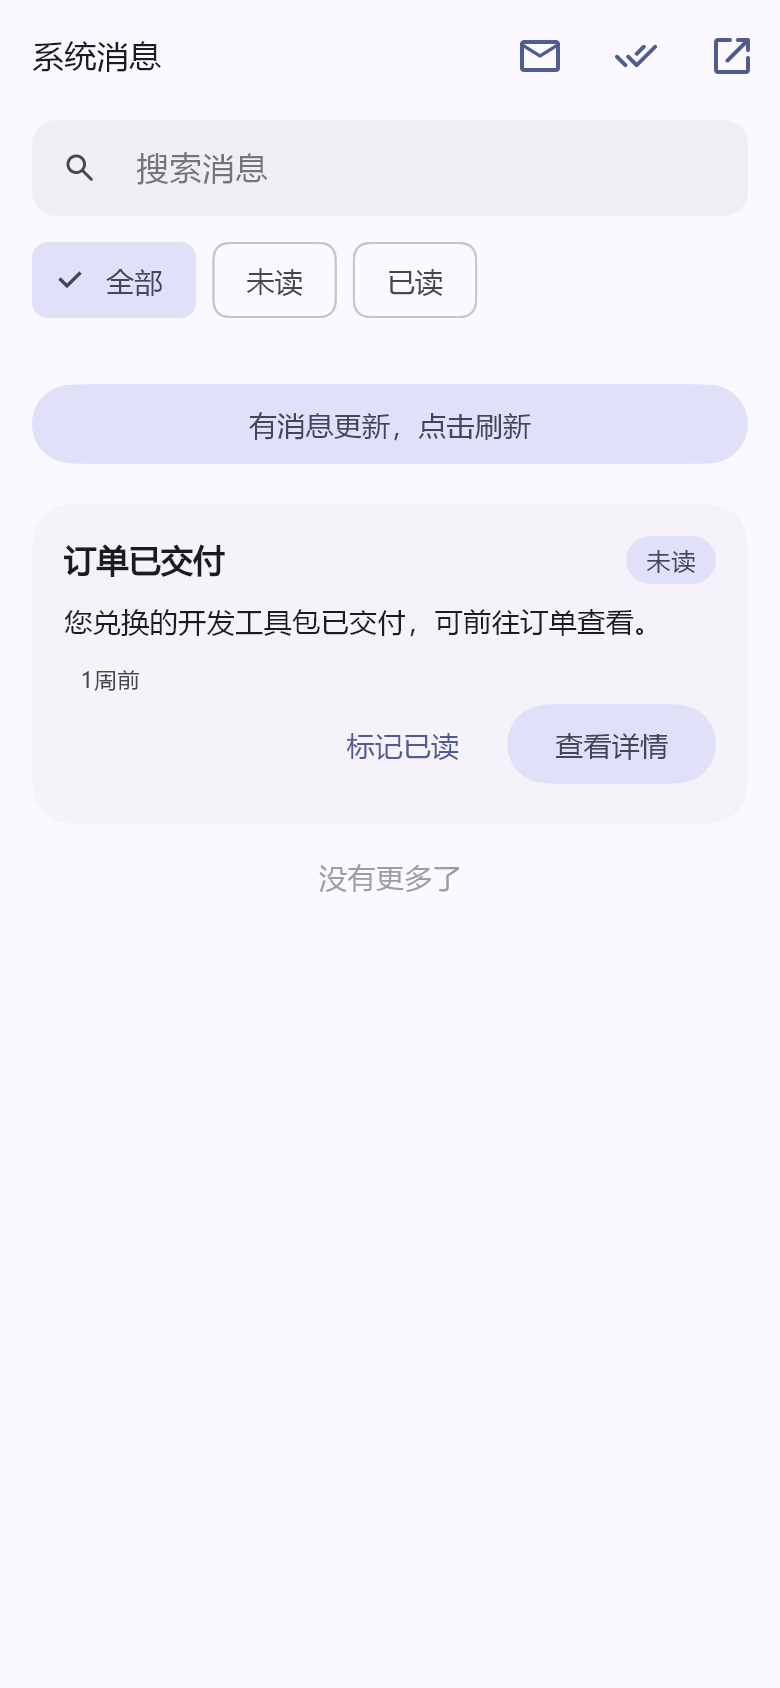 系统消息
搜索消息
全部
未读
已读
有消息更新，点击刷新
订单已交付
未读
您兑换的开发工具包已交付，可前往订单查看。
1周前
标记已读
查看详情
没有更多了